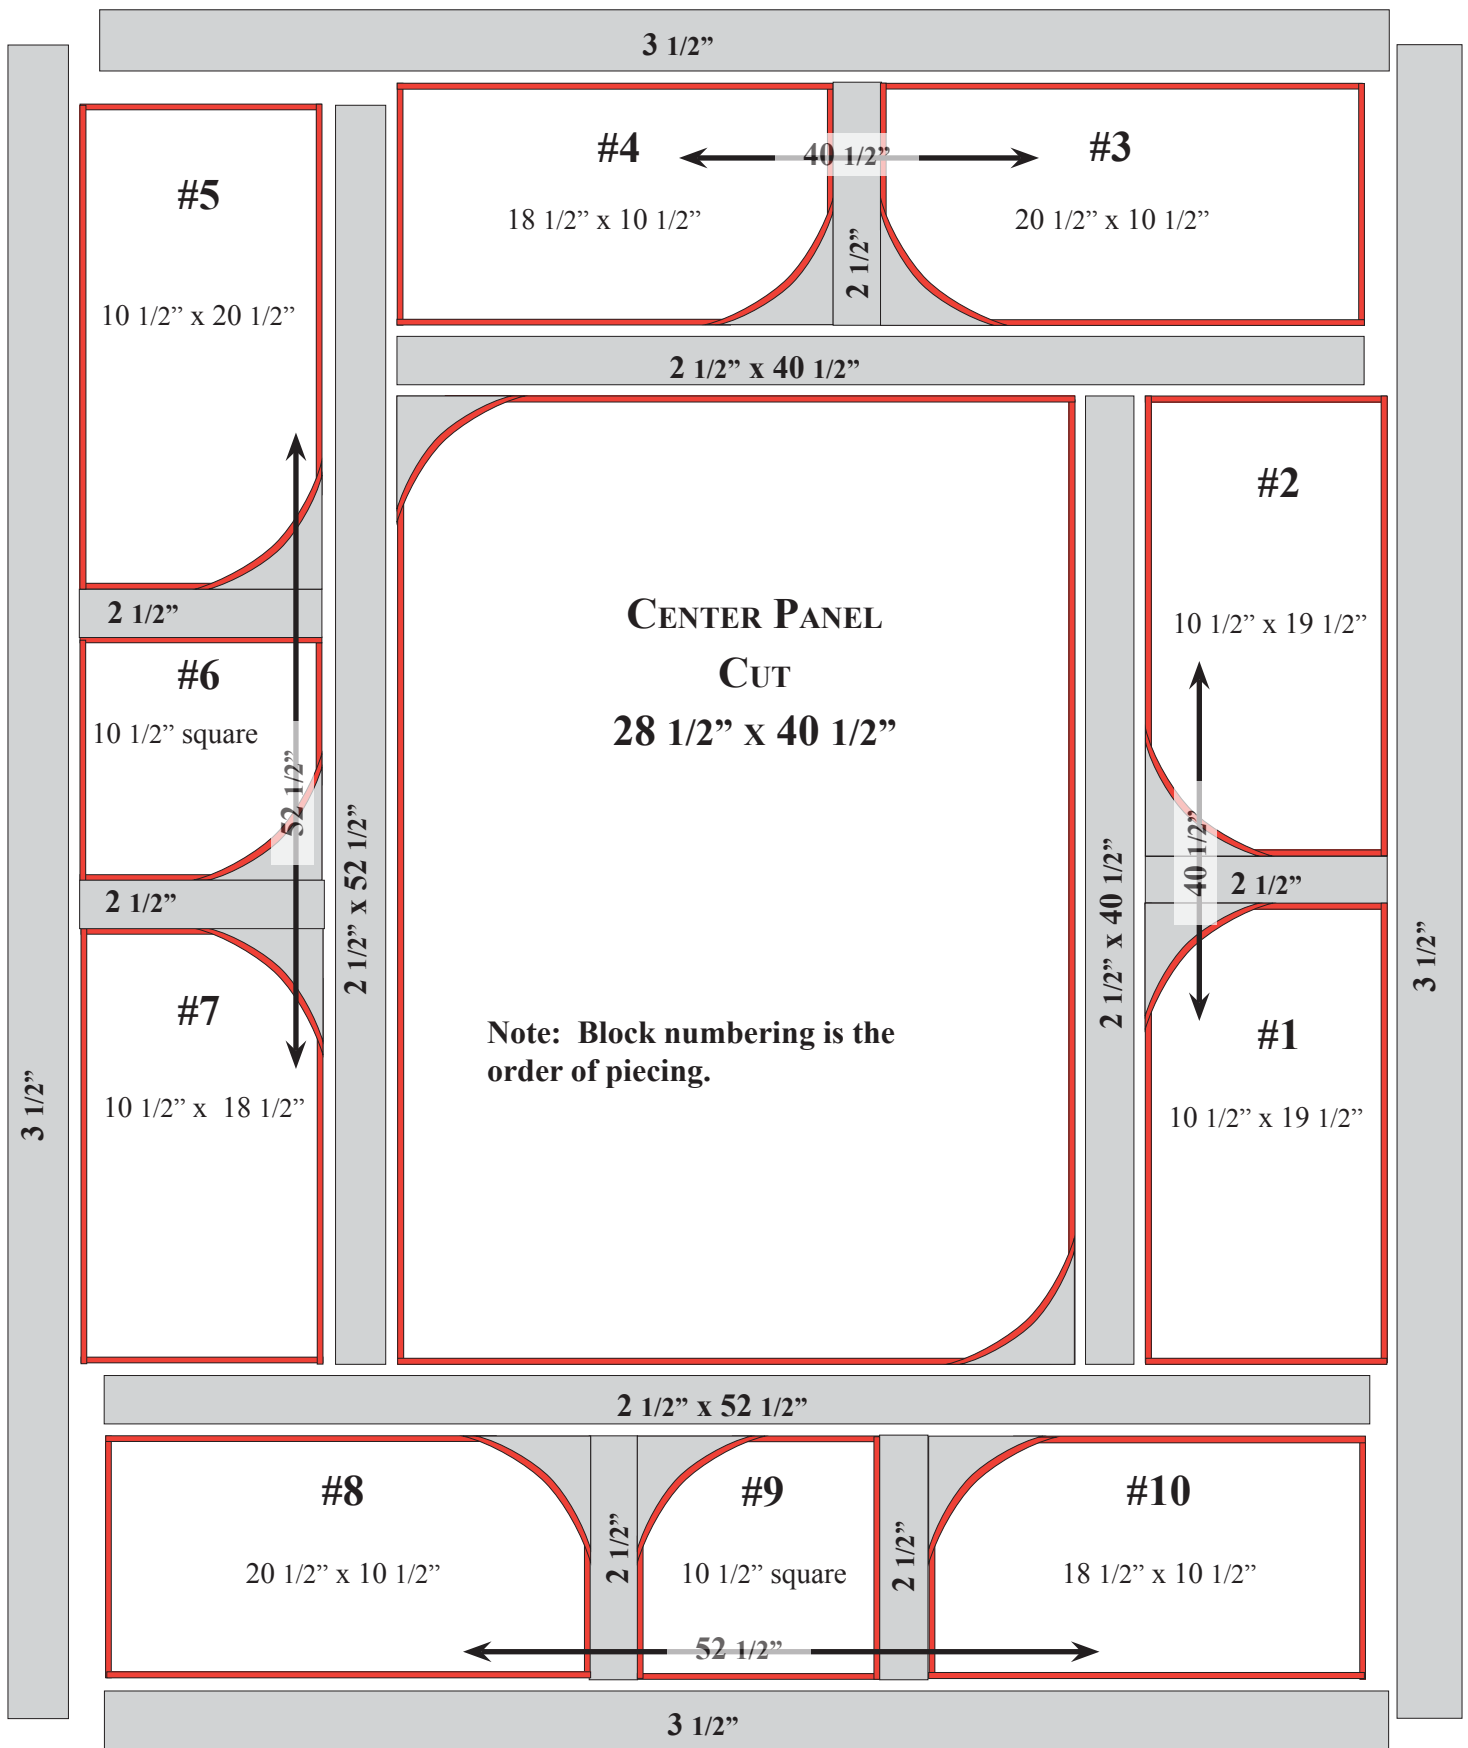 3 1/2”
#4
40 1/2”
#3
18 1/2” x 10 1/2”
20 1/2” x 10 1/2”
2 1/2”
#5
10 1/2” x 20 1/2”
2 1/2” x 40 1/2”
2 1/2”
#6
10 1/2” square
52 1/2”
2 1/2”
#7
10 1/2” x 18 1/2”
3 1/2”
2 1/2” x 52 1/2”
Center Panel
Cut
28 1/2” x 40 1/2”
Note: Block numbering is the
order of piecing.
2 1/2” x 40 1/2”
#2
10 1/2” x 19 1/2”
40 1/2”
2 1/2”
#1
10 1/2” x 19 1/2”
3 1/2”
2 1/2” x 52 1/2”
#8
20 1/2” x 10 1/2”
2 1/2”
#9
10 1/2” square
2 1/2”
#10
18 1/2” x 10 1/2”
52 1/2”
3 1/2”